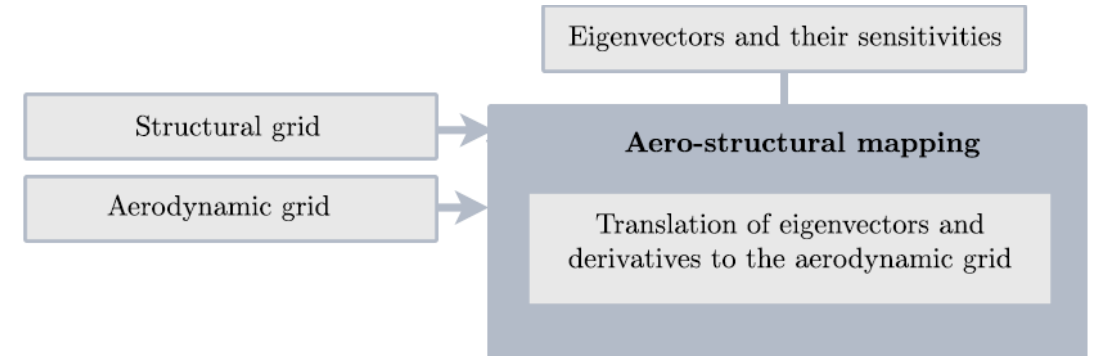 Eigenvectors and their sensitivities
Structural grid
Aero-structural mapping
Aerodynamic grid
Translation of eigenvectors and
derivatives to the aerodynamic grid